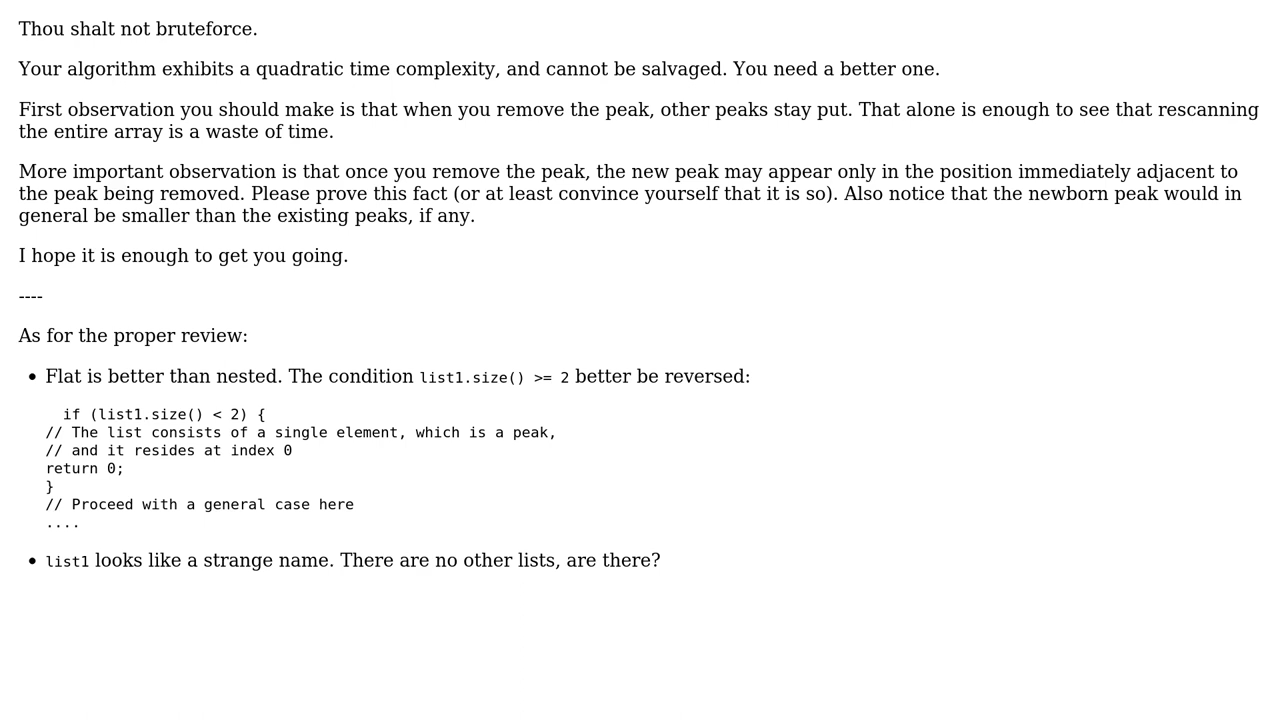 Thou shalt not bruteforce.
Your algorithm exhibits a quadratic time complexity, and cannot be salvaged. You need a better one.
First observation you should make is that when you remove the peak, other peaks stay put. That alone is enough to see that rescanning
the entire array is a waste of time.
More important observation is that once you remove the peak, the new peak may appear only in the position immediately adjacent to
the peak being removed. Please prove this fact (or at least convince yourself that it is so). Also notice that the newborn peak would in
general be smaller than the existing peaks, if any.
I hope it is enough to get you going.
----
As for the proper review:
• Flat is better than nested. The condition list1.size() >= 2 better be reversed:
if (list1.size() < 2) {
// The list consists of a single element, which is a peak,
// and it resides at index 0
return 0;
}
// Proceed with a general case here
....
• list1 looks like a strange name. There are no other lists, are there?